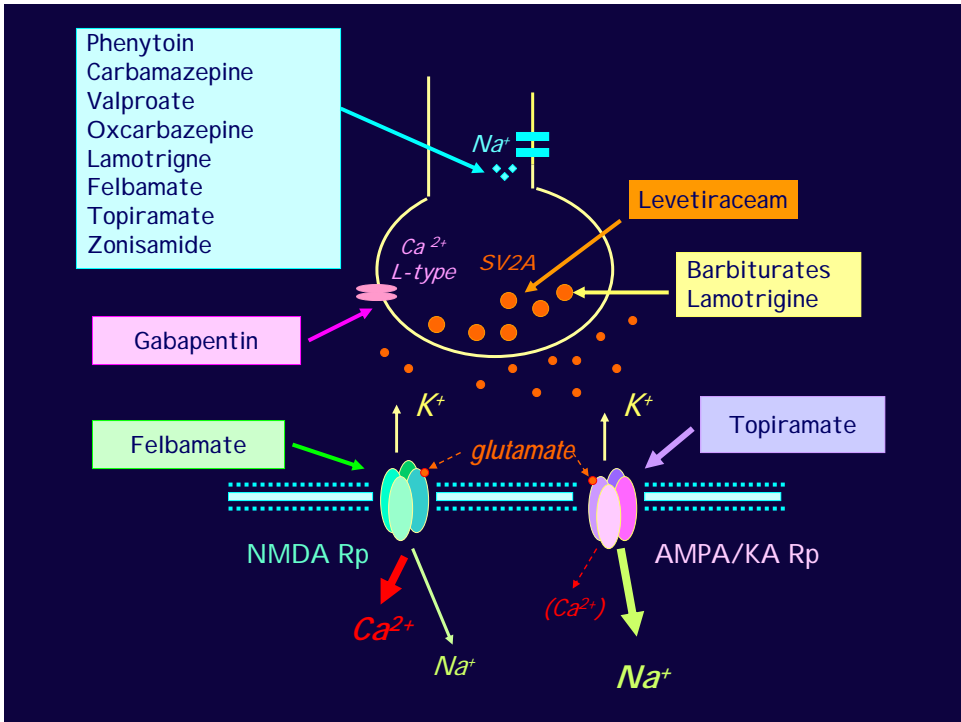 Phenytoin
Carbamazepine
Valproate
Oxcarbazepine
Lamotrigne
Felbamate
Topiramate
Zonisamide
Na⁺
Levetiraceam
Ca ²⁺
L-type
SV2A
Barbiturates
Lamotrigine
Gabapentin
K⁺
K⁺
Topiramate
Felbamate
glutamate
NMDA Rp
AMPA/KA Rp
Ca²⁺
(Ca²⁺)
Na⁺
Na⁺